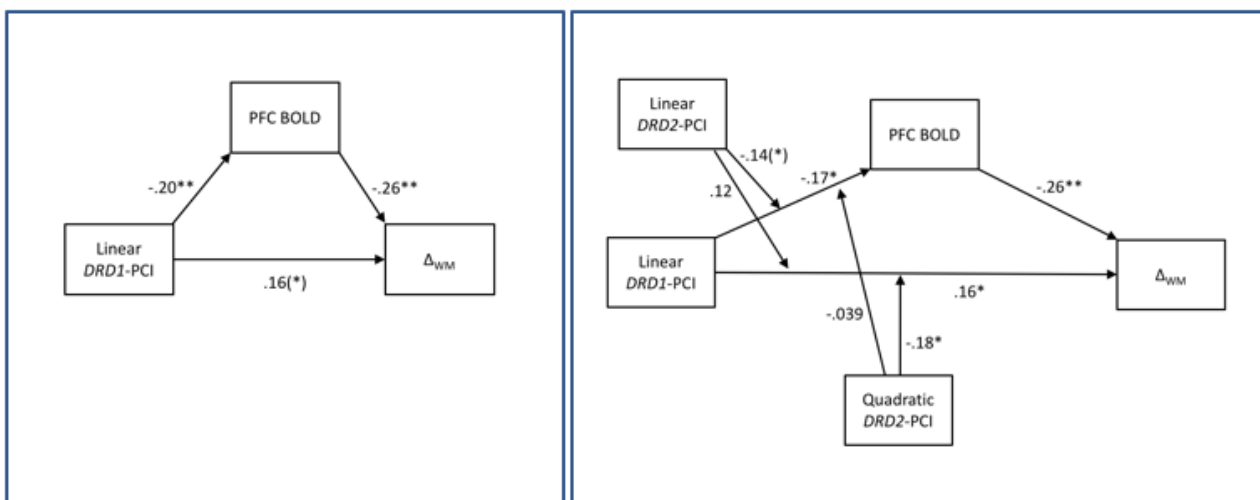 PFC BOLD
-.20**
-.26**
Linear
DRD1-PCI
ΔWM
.16(*)
Linear
DRD2-PCI
PFC BOLD
-.14(*)
-.17*
.12
-.26**
Linear
DRD1-PCI
ΔWM
.16*
-.039
-.18*
Quadratic
DRD2-PCI